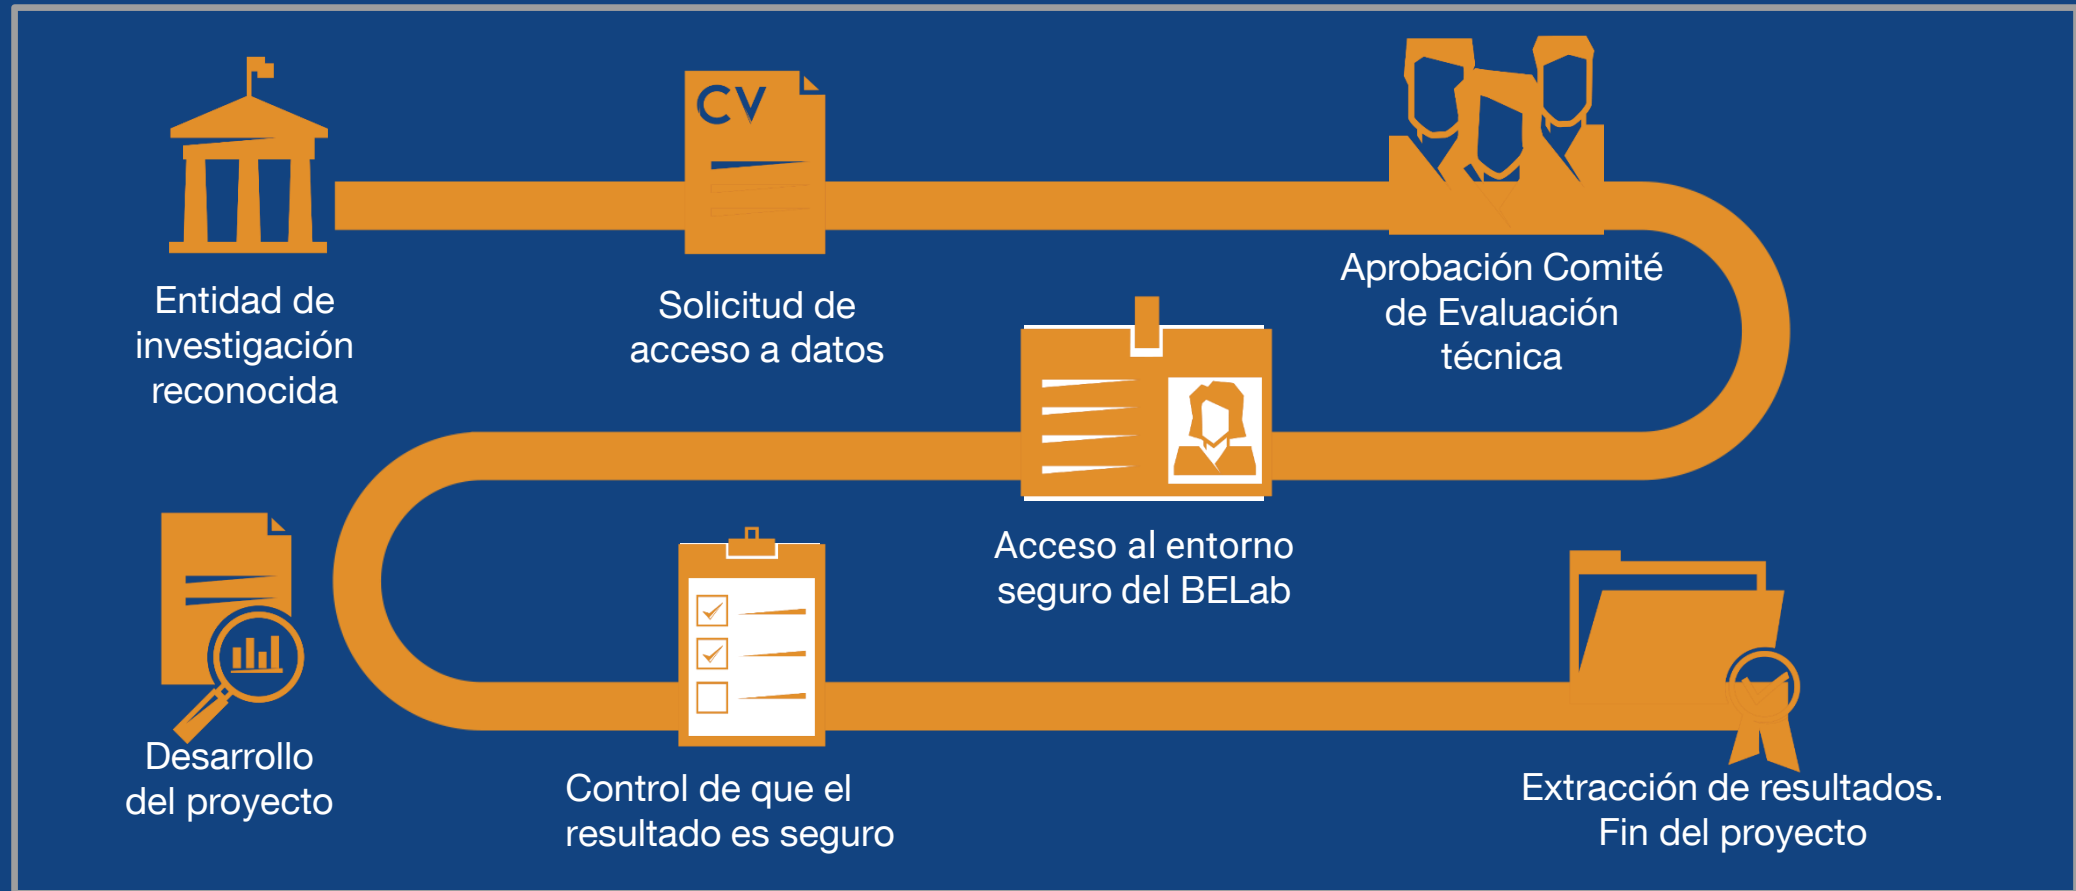 Entidad de
investigación
reconocida
CV
Solicitud de
acceso a datos
Aprobación Comité
de Evaluación
técnica
Acceso al entorno
seguro del BELab
Desarrollo
del proyecto
Control de que el
resultado es seguro
Extracción de resultados.
Fin del proyecto